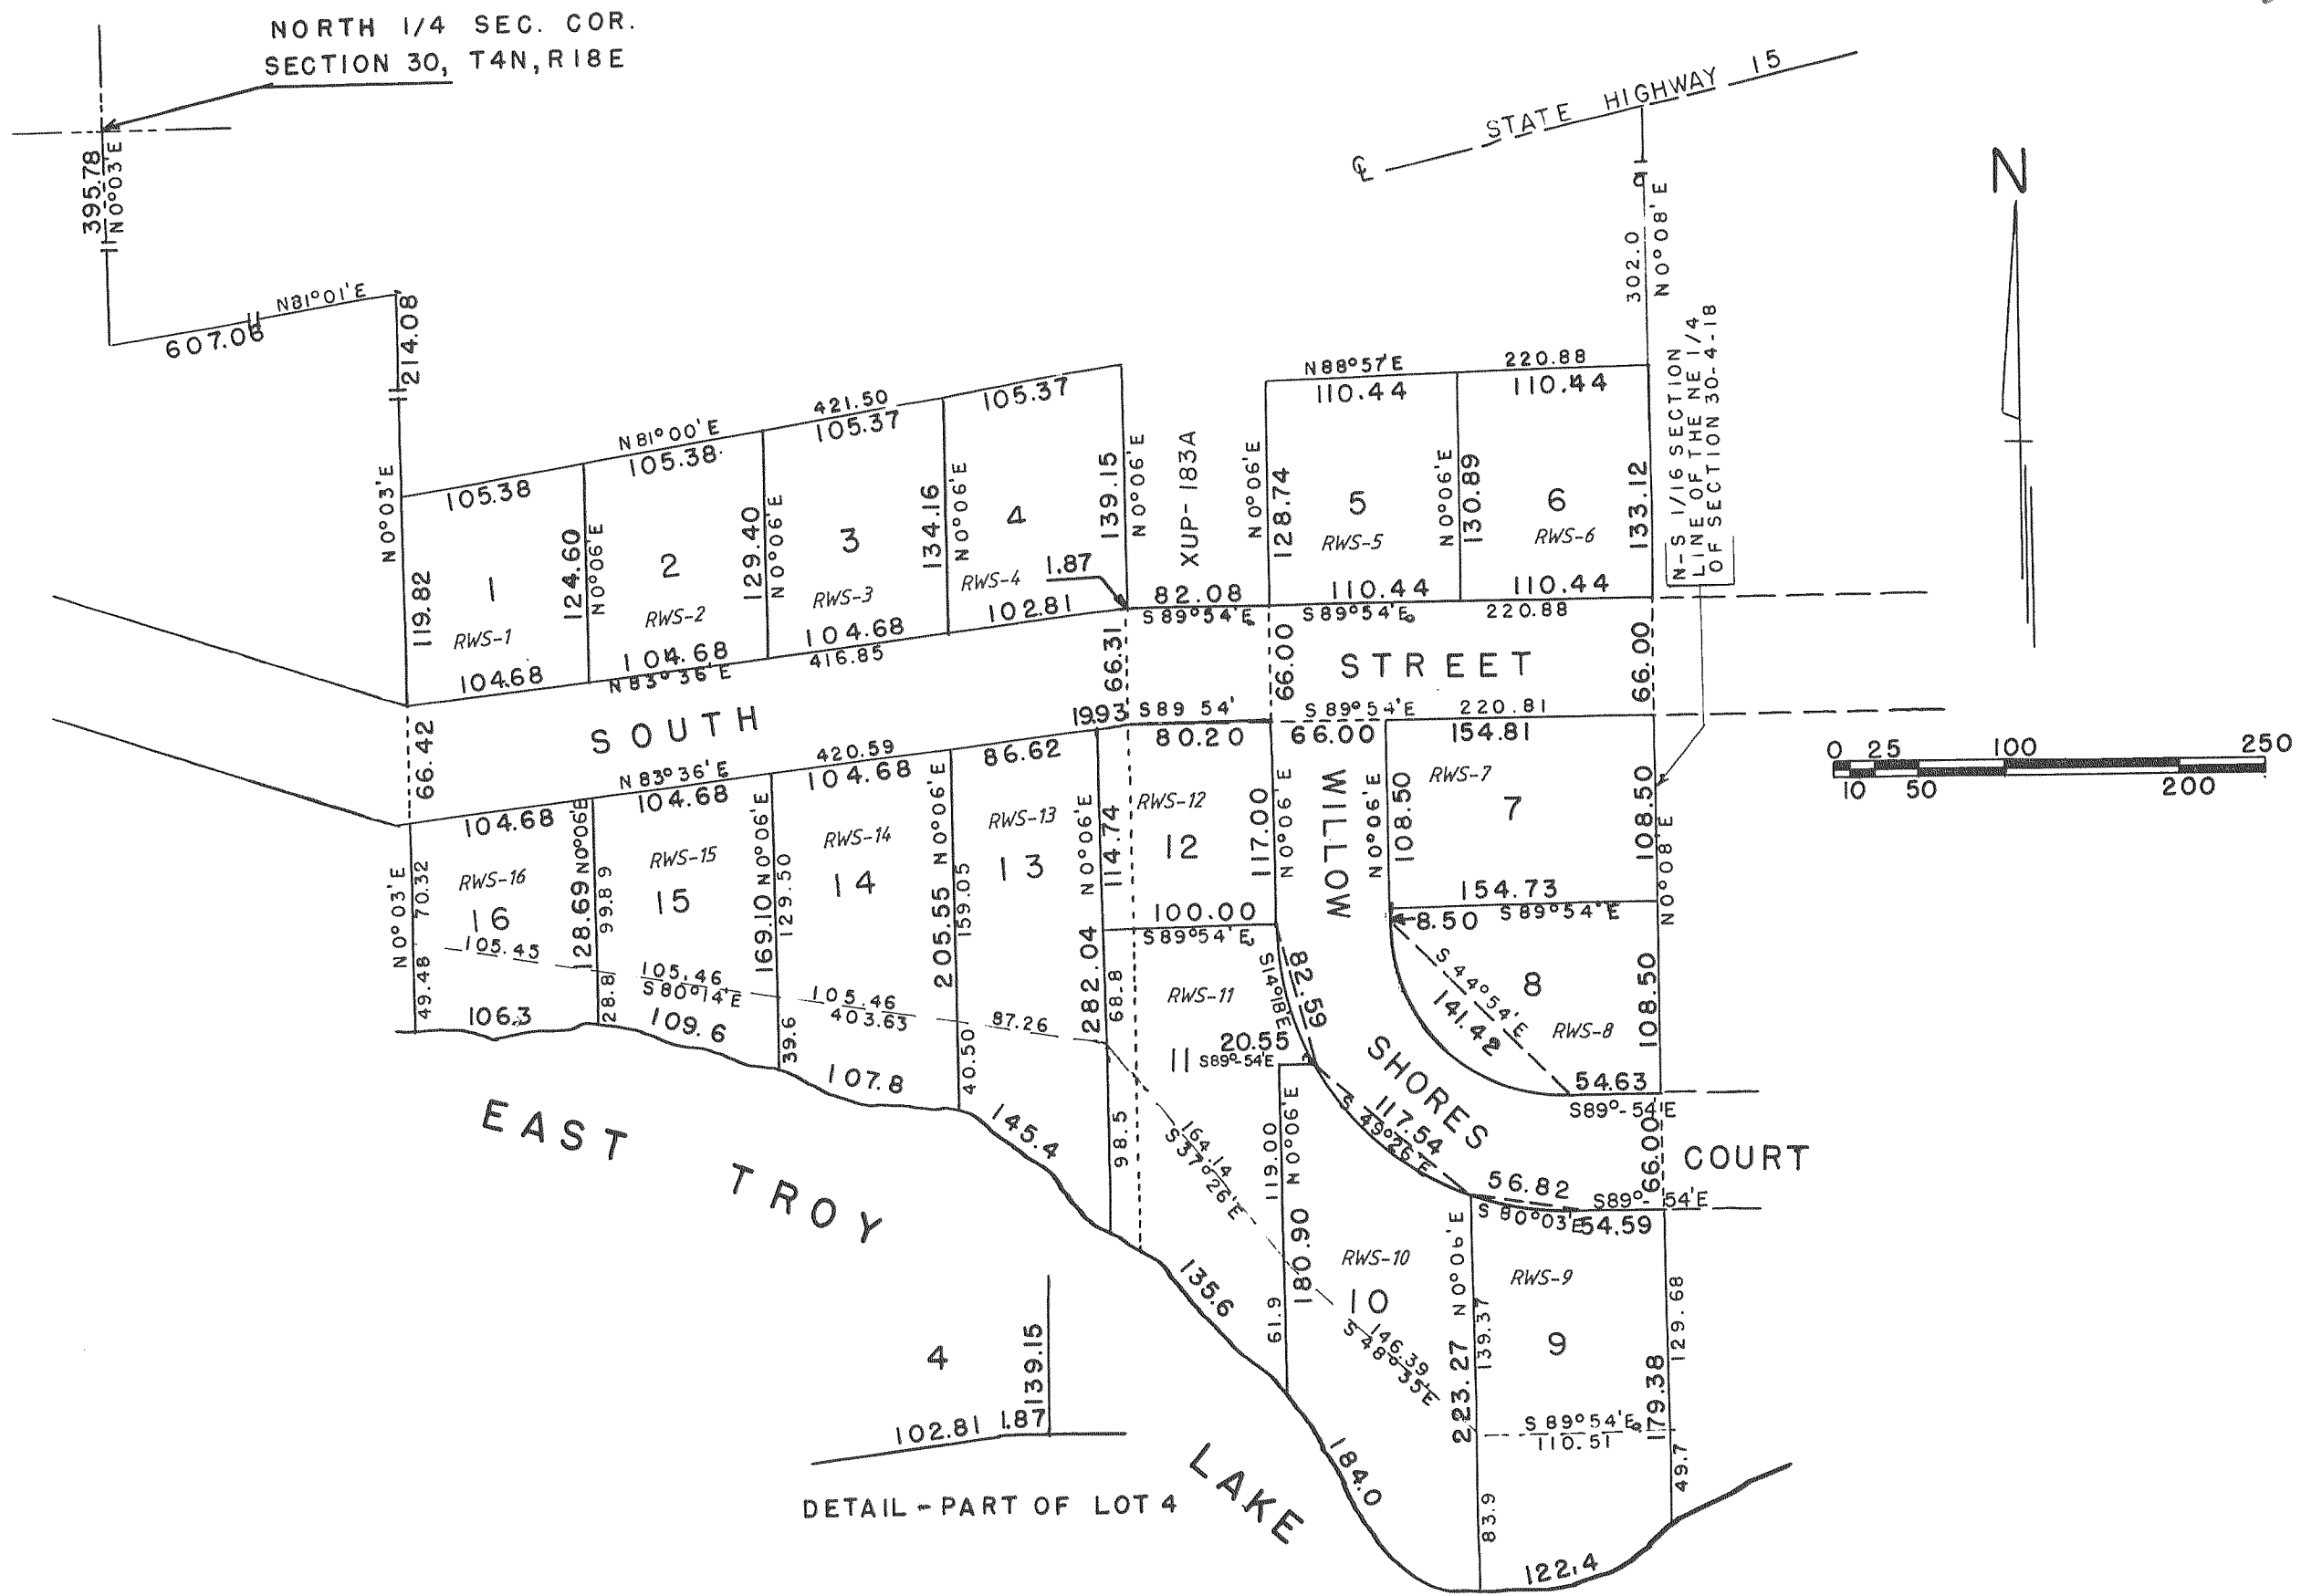 NORTH 1/4 SEC. COR.
SECTION 30, T4N, R18E
395.78
N0°03'E
N81°01'E
607.06
214.08
N0°03'E
STATE HIGHWAY 15
N
302.0
N0°08'E
N-S 1/16 SECTION
LINE OF THE NE 1/4
OF SECTION 30-4-18
N81°00'E
421.50
105.38
105.38
105.37
105.37
119.82
124.60
N0°06'E
129.40
N0°06'E
134.16
N0°06'E
139.15
N0°06'E
1
RWS-1
2
RWS-2
3
RWS-3
4
RWS-4
1.87
104.68
104.68
104.68
102.81
N83°36'E
416.85
XUP-183A
82.08
S89°54'E
N88°57'E
220.88
110.44
110.44
N0°06'E
128.74
N0°06'E
130.89
133.12
5
RWS-5
6
RWS-6
110.44
110.44
S89°54'E
220.88
66.42
66.31
66.00
66.00
SOUTH
STREET
N83°36'E
420.59
104.68
104.68
104.68
86.62
19.93
S89 54'
80.20
S89°54'E
66.00
220.81
154.81
0 25 100 250
10 50 200
N0°03'E
70.32
49.48
RWS-16
16
128.69 N0°06'E
99.89
28.8
RWS-15
15
169.10 N0°06'E
129.50
39.6
RWS-14
14
205.55 N0°06'E
159.05
40.50
RWS-13
13
N0°06'E
114.74
282.04
68.8
98.5
RWS-12
12
117.00
N0°06'E
100.00
S89°54'E
WILLOW
SHORES
COURT
N0°06'E
108.50
RWS-7
7
108.50
N0°08'E
154.73
8.50
S89°54'E
S44°54'E
141.42
8
RWS-8
108.50
54.63
S89°-54'E
66.00
105.45
105.46
S80°14'E
105.46
403.63
87.26
106.3
109.6
107.8
145.4
82.59
S14°18'E
RWS-11
11
20.55
S89°-54'E
117.54
S49°26'E
56.82
S80°03'E
S89°-54'E
54.59
164.14
S37°26'E
119.00
N0°06'E
180.90
61.9
RWS-10
10
146.39
S48°35'E
N0°06'E
139.37
223.27
83.9
RWS-9
9
129.68
179.38
49.7
S89°54'E
110.51
135.6
184.0
122.4
EAST TROY
LAKE
4
139.15
102.81 1.87
DETAIL-PART OF LOT 4